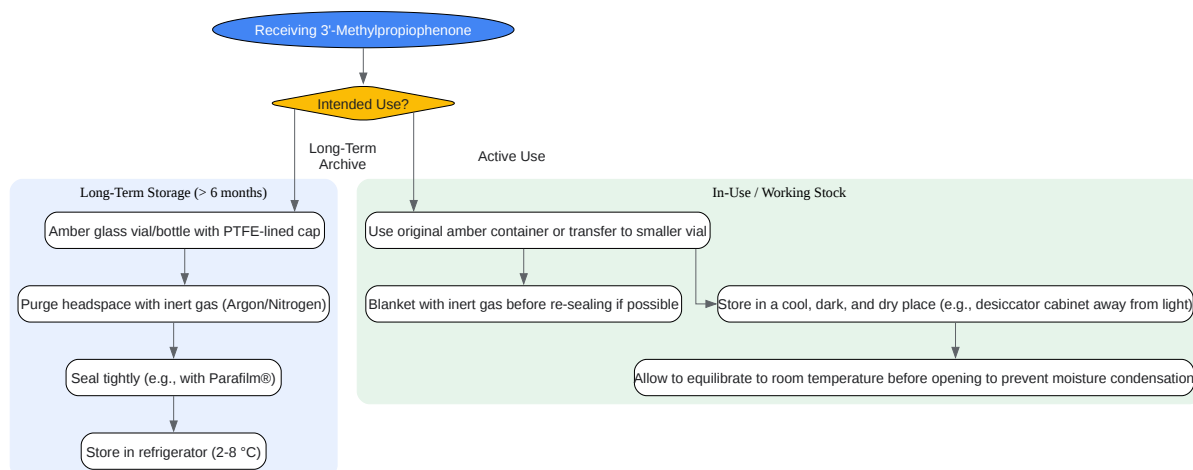 Receiving 3'-Methylpropiophenone
Intended Use?
Long-Term
Archive
Active Use
Long-Term Storage (> 6 months)
Amber glass vial/bottle with PTFE-lined cap
Purge headspace with inert gas (Argon/Nitrogen)
Seal tightly (e.g., with Parafilm®)
Store in refrigerator (2-8 °C)
In-Use / Working Stock
Use original amber container or transfer to smaller vial
Blanket with inert gas before re-sealing if possible
Store in a cool, dark, and dry place (e.g., desiccator cabinet away from light)
Allow to equilibrate to room temperature before opening to prevent moisture condensation